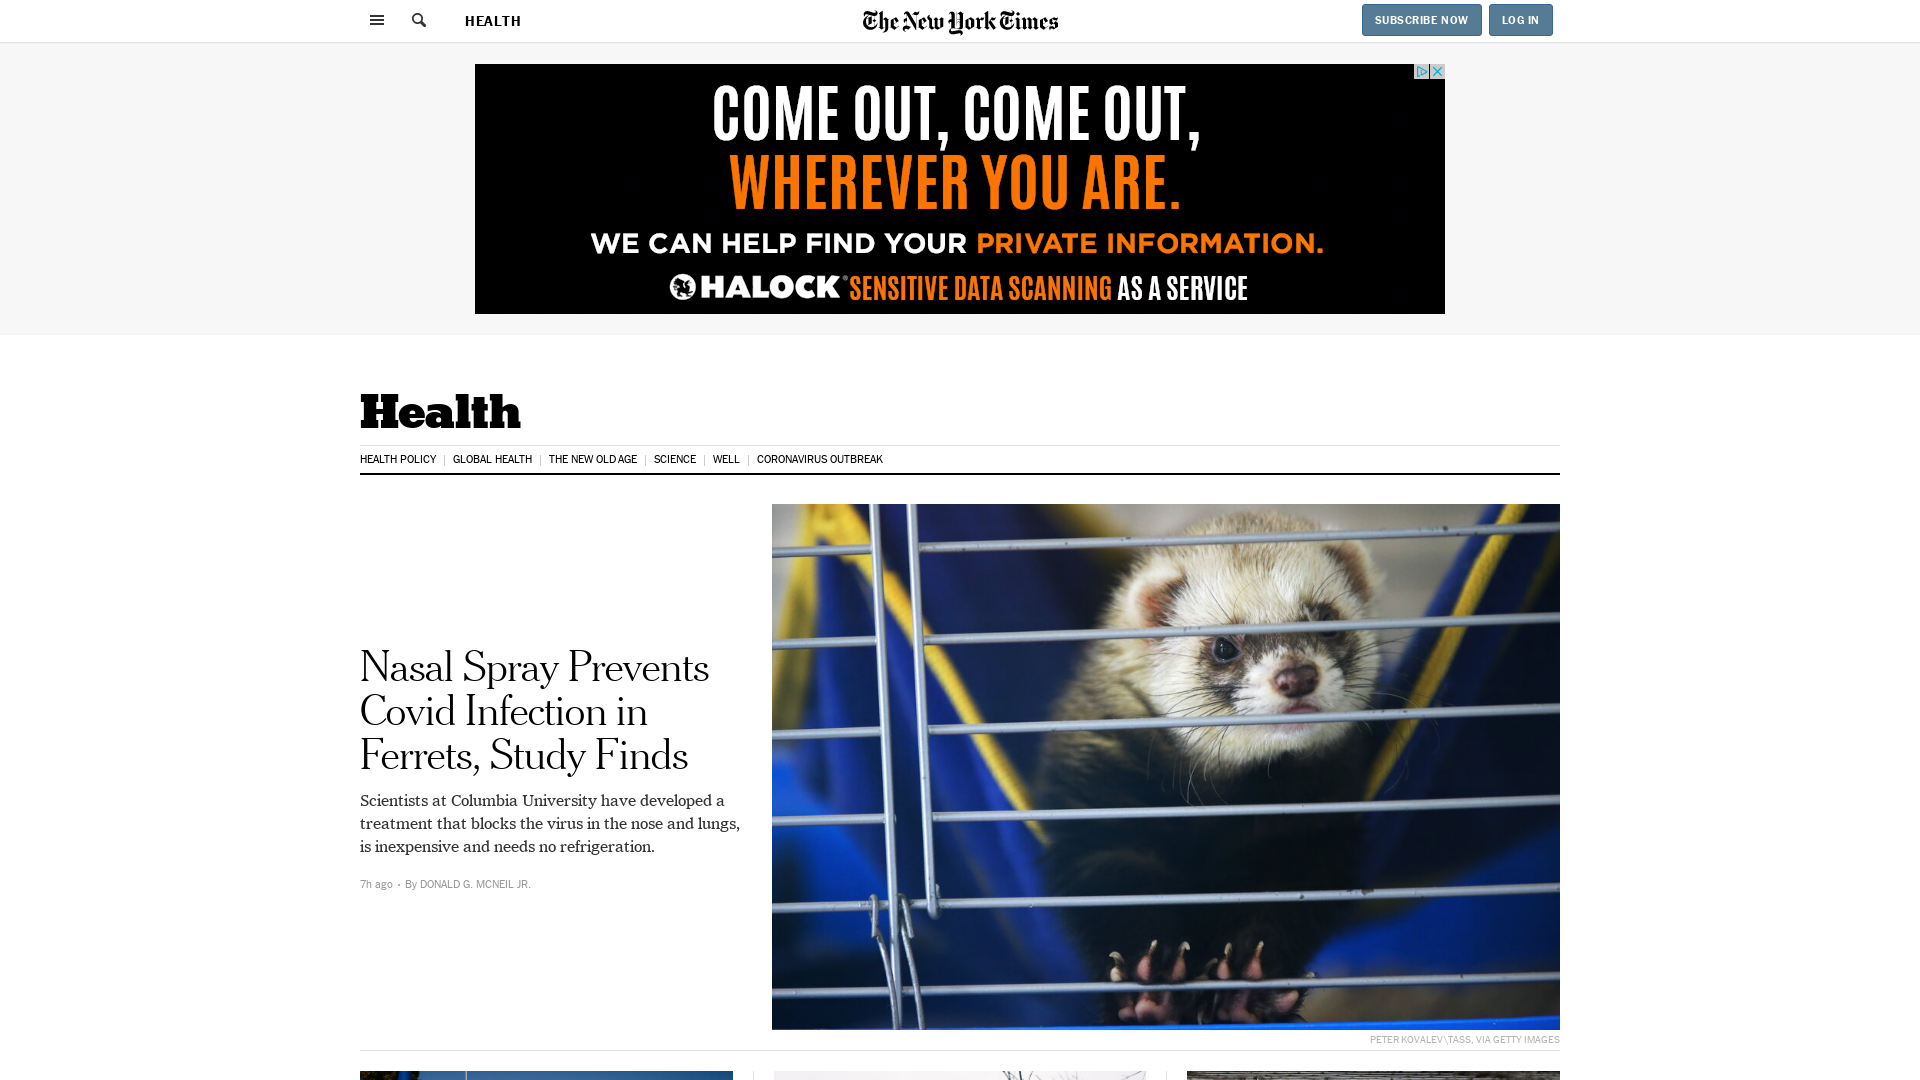 HEALTH
The New York Times
SUBSCRIBE NOW
LOG IN
COME OUT, COME OUT,
WHEREVER YOU ARE.
WE CAN HELP FIND YOUR PRIVATE INFORMATION.
HALOCK® SENSITIVE DATA SCANNING AS A SERVICE
Health
HEALTH POLICY
GLOBAL HEALTH
THE NEW OLD AGE
SCIENCE
WELL
CORONAVIRUS OUTBREAK
Nasal Spray Prevents
Covid Infection in
Ferrets, Study Finds
Scientists at Columbia University have developed a
treatment that blocks the virus in the nose and lungs,
is inexpensive and needs no refrigeration.
7h ago · By DONALD G. MCNEIL JR.
PETER KOVALEV\TASS, VIA GETTY IMAGES